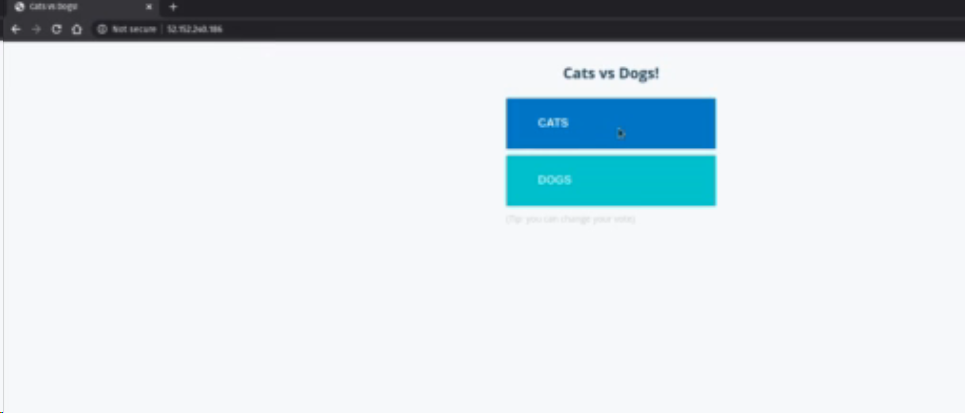 Cats vs Dogs!
Not secure 52.152.240.186
Cats vs Dogs!
CATS
DOGS
(Tip: you can change your vote)